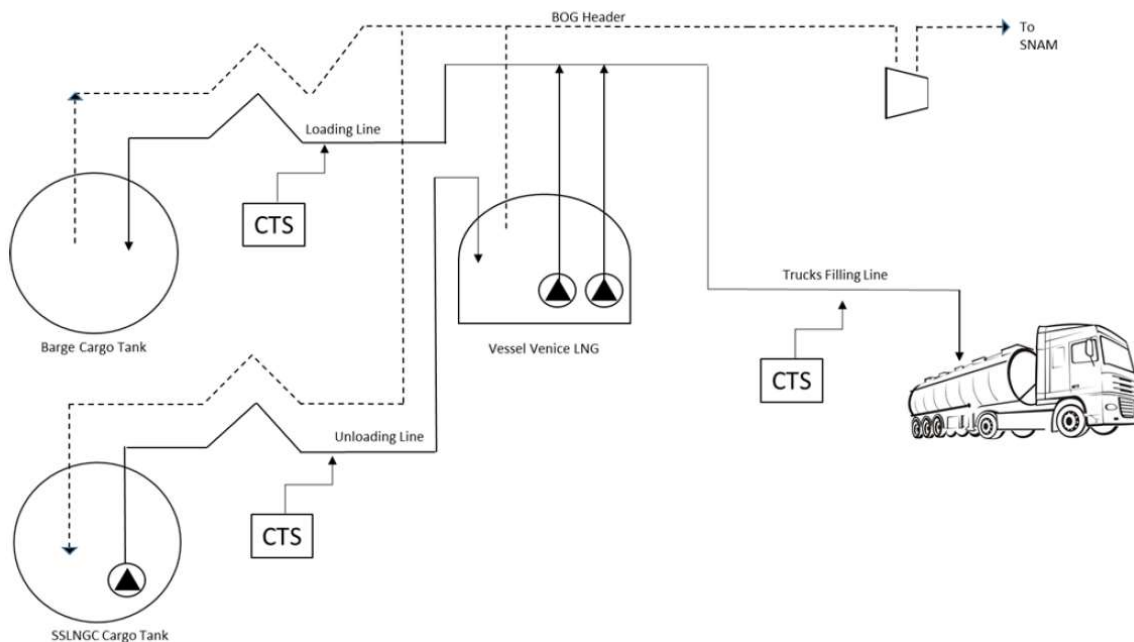 BOG Header
To
SNAM
Loading Line
CTS
Barge Cargo Tank
Vessel Venice LNG
Trucks Filling Line
CTS
Unloading Line
CTS
SSLNGC Cargo Tank